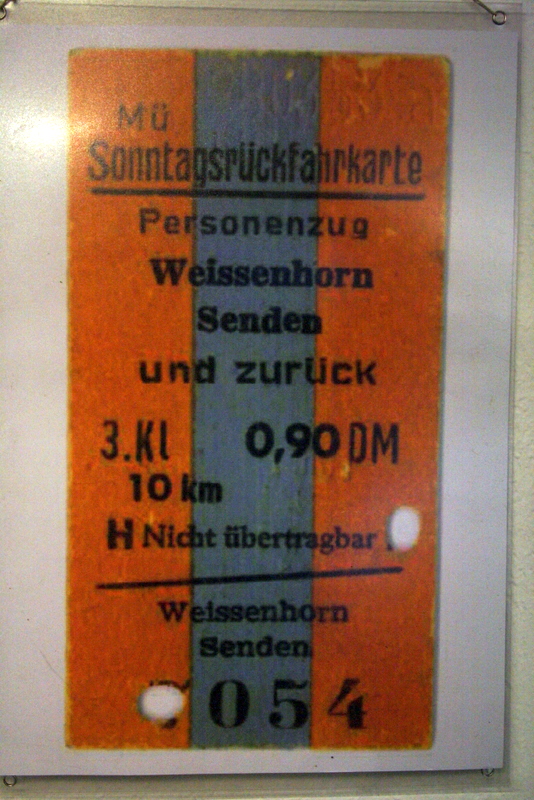 Mü
Sonntagsrückfahrkarte
Personenzug
Weissenhorn
Senden
und zurück
3.Kl 0,90 DM
10 km
H Nicht übertragbar
Weissenhorn
Senden
054